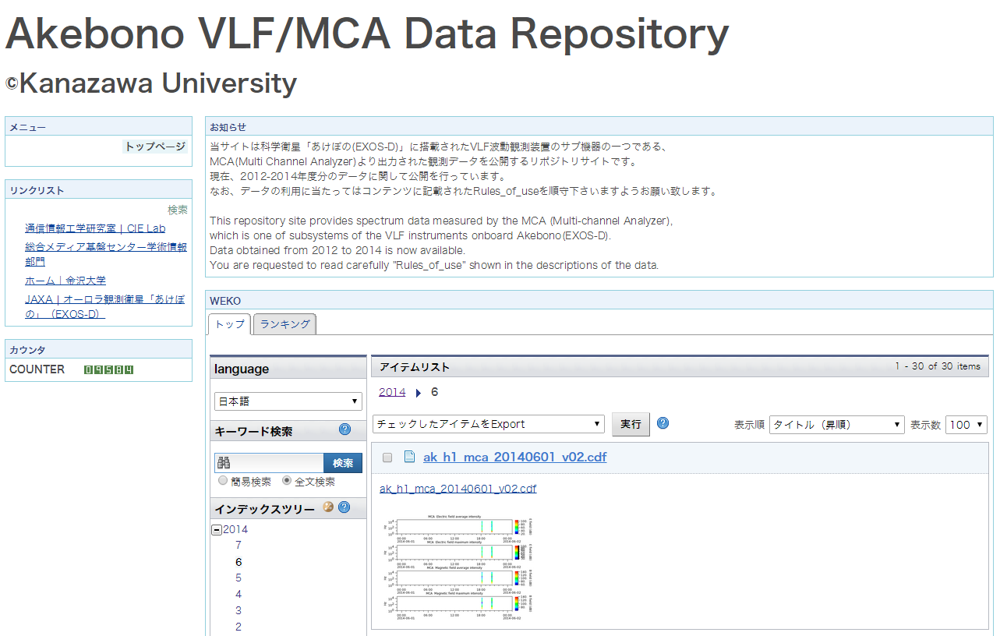 Akebono VLF/MCA Data Repository
©Kanazawa University
メニュー
トップページ
リンクリスト
検索
通信情報工学研究室 | CIE Lab
総合メディア基盤センター学術情報
部門
ホーム｜金沢大学
JAXA | オーロラ観測衛星「あけぼ
の」（EXOS-D）
カウンタ
COUNTER 09584
お知らせ
当サイトは科学衛星「あけぼの(EXOS-D)」に搭載されたVLF波動観測装置のサブ機器の一つである、
MCA(Multi Channel Analyzer)より出力された観測データを公開するリポジトリサイトです。
現在、2012-2014年度分のデータに関して公開を行っています。
なお、データの利用に当たってはコンテンツに記載されたRules_of_useを順守下さいますようお願い致します。
This repository site provides spectrum data measured by the MCA (Multi-channel Analyzer),
which is one of subsystems of the VLF instruments onboard Akebono(EXOS-D).
Data obtained from 2012 to 2014 is now available.
You are requested to read carefully "Rules_of_use" shown in the descriptions of the data.
WEKO
トップ
ランキング
language
日本語
キーワード検索
検索
簡易検索 全文検索
インデックスツリー
2014
7
6
5
4
3
2
アイテムリスト
1 - 30 of 30 items
2014 6
チェックしたアイテムをExport
実行
表示順 タイトル（昇順） 表示数 100
ak_h1_mca_20140601_v02.cdf
ak_h1_mca_20140601_v02.cdf
MCA Electric field average intensity
MCA Electric field maximum intensity
MCA Magnetic field average intensity
MCA Magnetic field maximum intensity